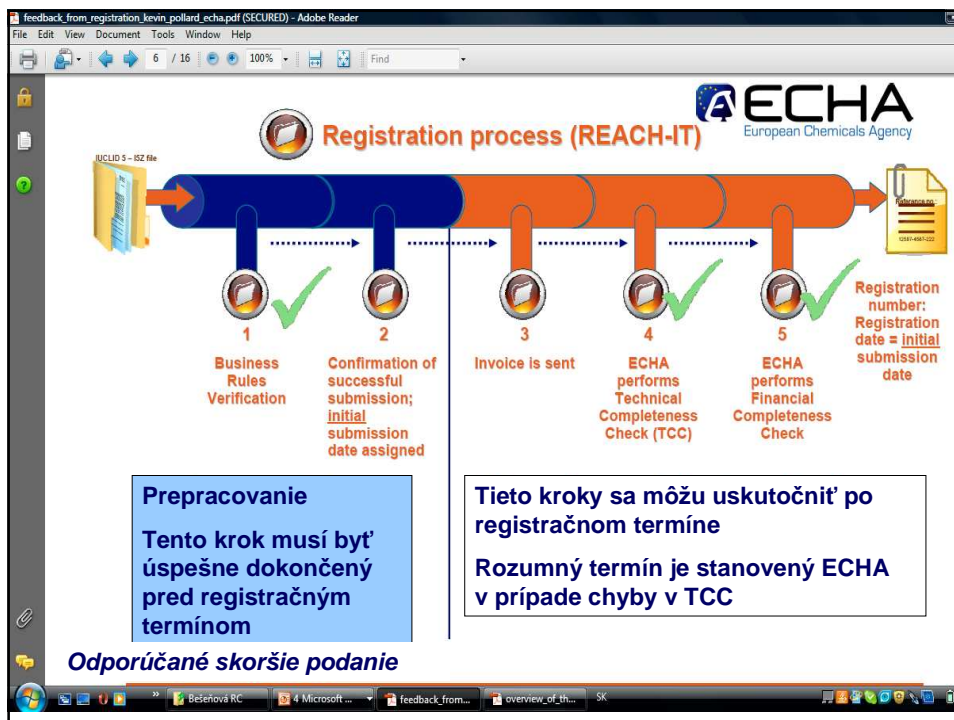 feedback_from_registration_kevin_pollard_echa.pdf (SECURED) - Adobe Reader
File Edit View Document Tools Window Help
6 / 16 100% Find
ECHA
European Chemicals Agency
Registration process (REACH-IT)
IUCLID 5 – I5Z file
Reference no.:
1
Business
Rules
Verification
2
Confirmation of
successful
submission;
initial
submission
date assigned
3
Invoice is sent
4
ECHA
performs
Technical
Completeness
Check (TCC)
5
ECHA
performs
Financial
Completeness
Check
Registration
number:
Registration
date = initial
submission
date
Prepracovanie
Tento krok musí byť
úspešne dokončený
pred registračným
termínom
Tieto kroky sa môžu uskutočniť po
registračnom termíne
Rozumný termín je stanovený ECHA
v prípade chyby v TCC
Odporúčané skoršie podanie
Bešeňová RC 4 Microsoft ... feedback_from... overview_of_th... SK